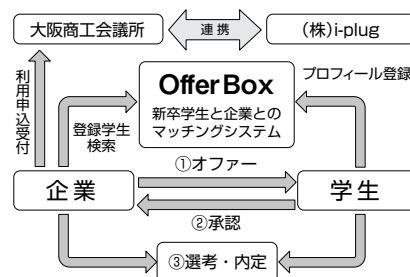 大阪商工会議所
連携
(株)i-plug
利用申込受付
OfferBox
新卒学生と企業との
マッチングシステム
プロフィール登録
登録学生
検索
①オファー
企業
学生
②承認
③選考・内定